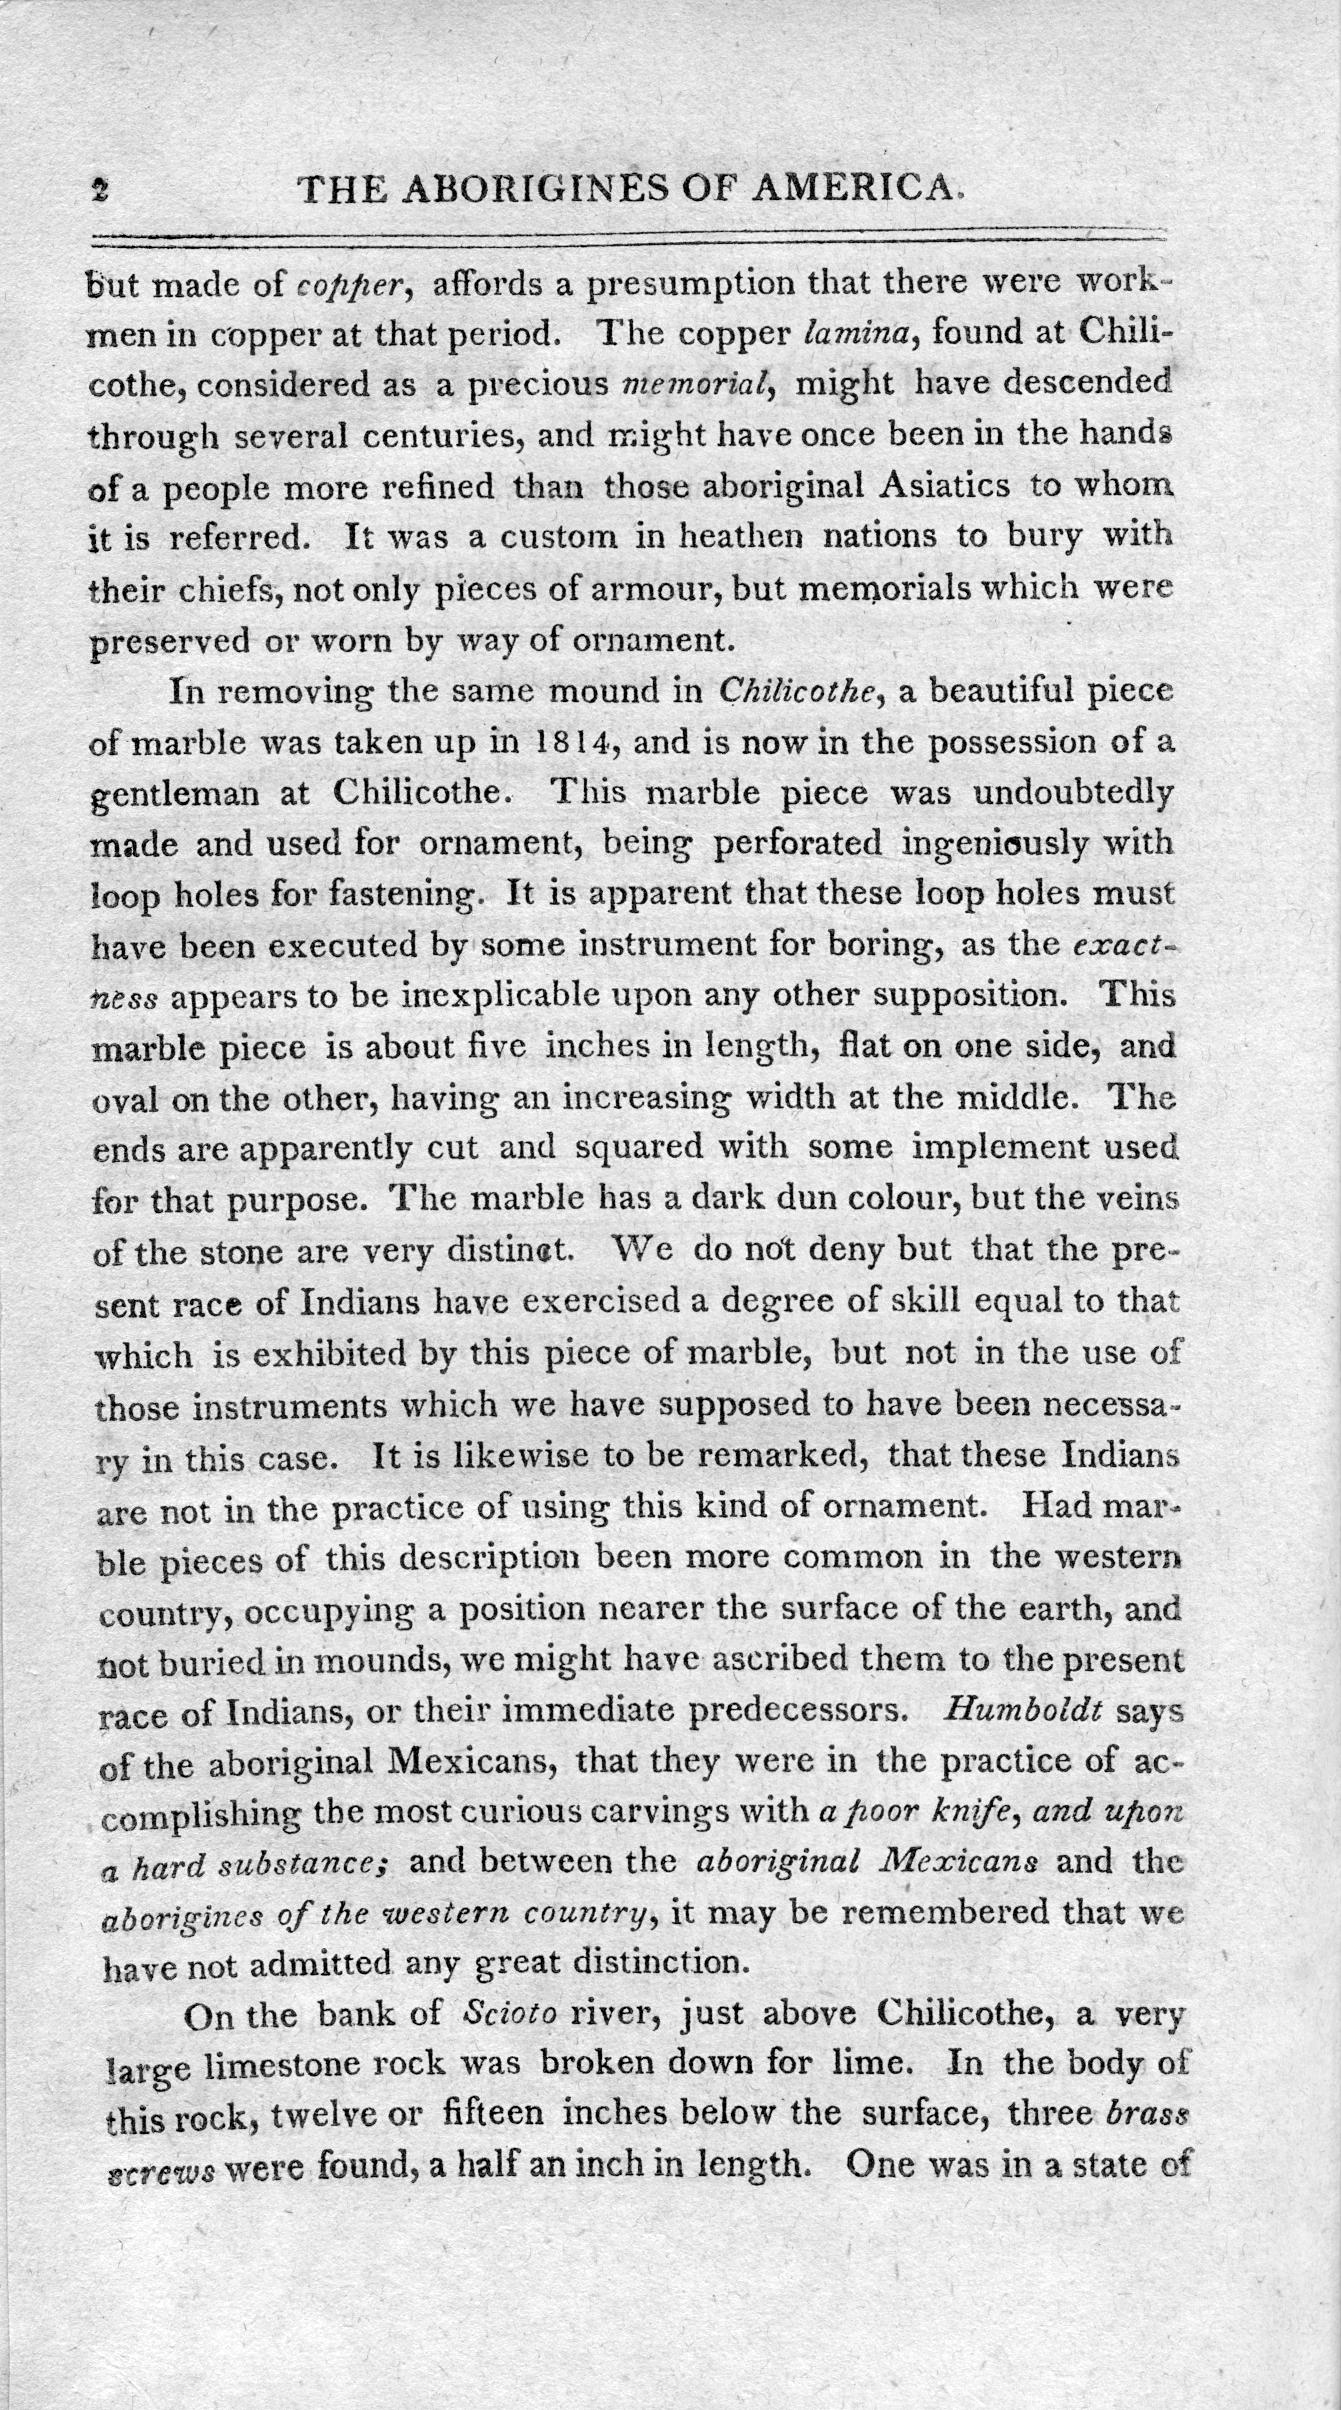 2 THE ABORIGINES OF AMERICA.
but made of copper, affords a presumption that there were work-
men in copper at that period. The copper lamina, found at Chili-
cothe, considered as a precious memorial, might have descended
through several centuries, and might have once been in the hands
of a people more refined than those aboriginal Asiatics to whom
it is referred. It was a custom in heathen nations to bury with
their chiefs, not only pieces of armour, but memorials which were
preserved or worn by way of ornament.
In removing the same mound in Chilicothe, a beautiful piece
of marble was taken up in 1814, and is now in the possession of a
gentleman at Chilicothe. This marble piece was undoubtedly
made and used for ornament, being perforated ingeniously with
loop holes for fastening. It is apparent that these loop holes must
have been executed by some instrument for boring, as the exact-
ness appears to be inexplicable upon any other supposition. This
marble piece is about five inches in length, flat on one side, and
oval on the other, having an increasing width at the middle. The
ends are apparently cut and squared with some implement used
for that purpose. The marble has a dark dun colour, but the veins
of the stone are very distinct. We do not deny but that the pre-
sent race of Indians have exercised a degree of skill equal to that
which is exhibited by this piece of marble, but not in the use of
those instruments which we have supposed to have been necessa-
ry in this case. It is likewise to be remarked, that these Indians
are not in the practice of using this kind of ornament. Had mar-
ble pieces of this description been more common in the western
country, occupying a position nearer the surface of the earth, and
not buried in mounds, we might have ascribed them to the present
race of Indians, or their immediate predecessors. Humboldt says
of the aboriginal Mexicans, that they were in the practice of ac-
complishing the most curious carvings with a poor knife, and upon
a hard substance; and between the aboriginal Mexicans and the
aborigines of the western country, it may be remembered that we
have not admitted any great distinction.
On the bank of Scioto river, just above Chilicothe, a very
large limestone rock was broken down for lime. In the body of
this rock, twelve or fifteen inches below the surface, three brass
screws were found, a half an inch in length. One was in a state of